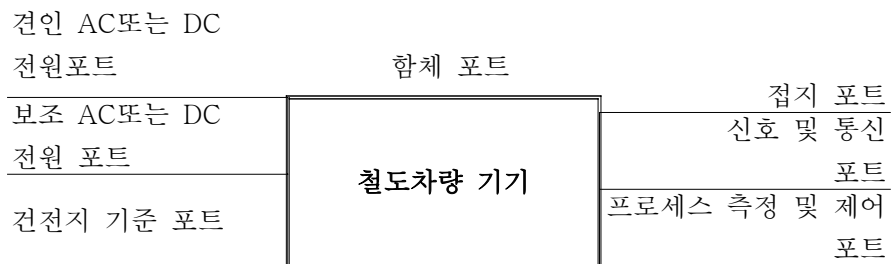 견인 AC또는 DC
전원포트
함체 포트
보조 AC또는 DC
전원 포트
건전지 기준 포트
철도차량 기기
접지 포트
신호 및 통신
포트
프로세스 측정 및 제어
포트